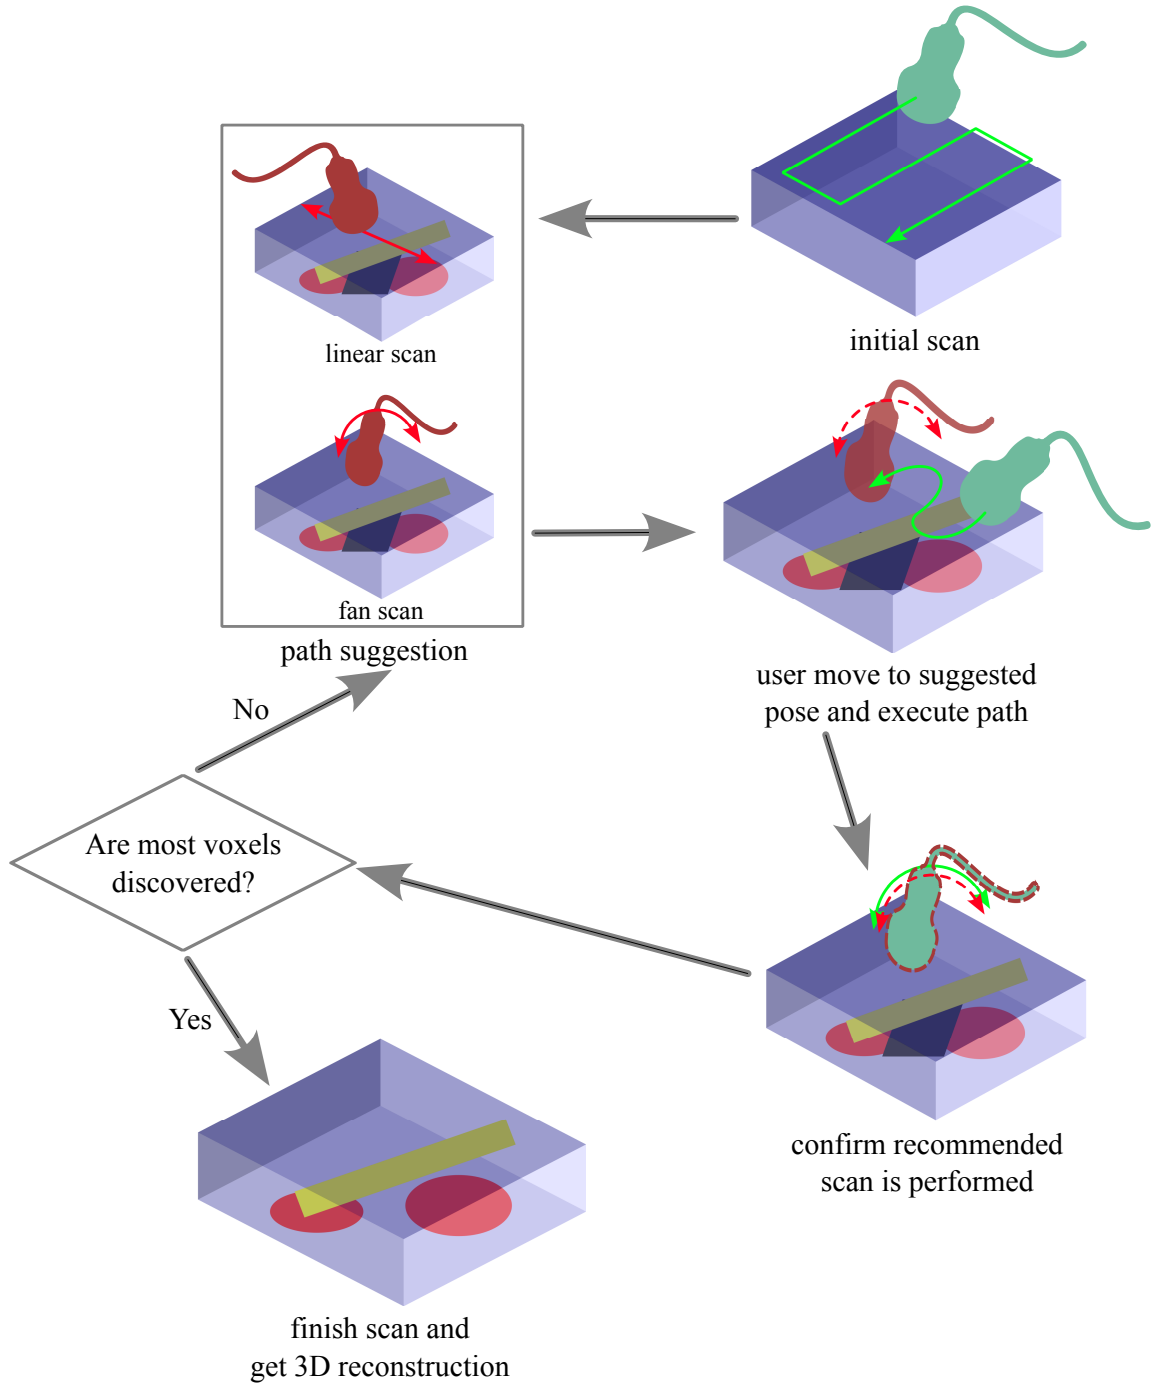 initial scan
linear scan
fan scan
path suggestion
user move to suggested
pose and execute path
No
Are most voxels
discovered?
Yes
confirm recommended
scan is performed
finish scan and
get 3D reconstruction